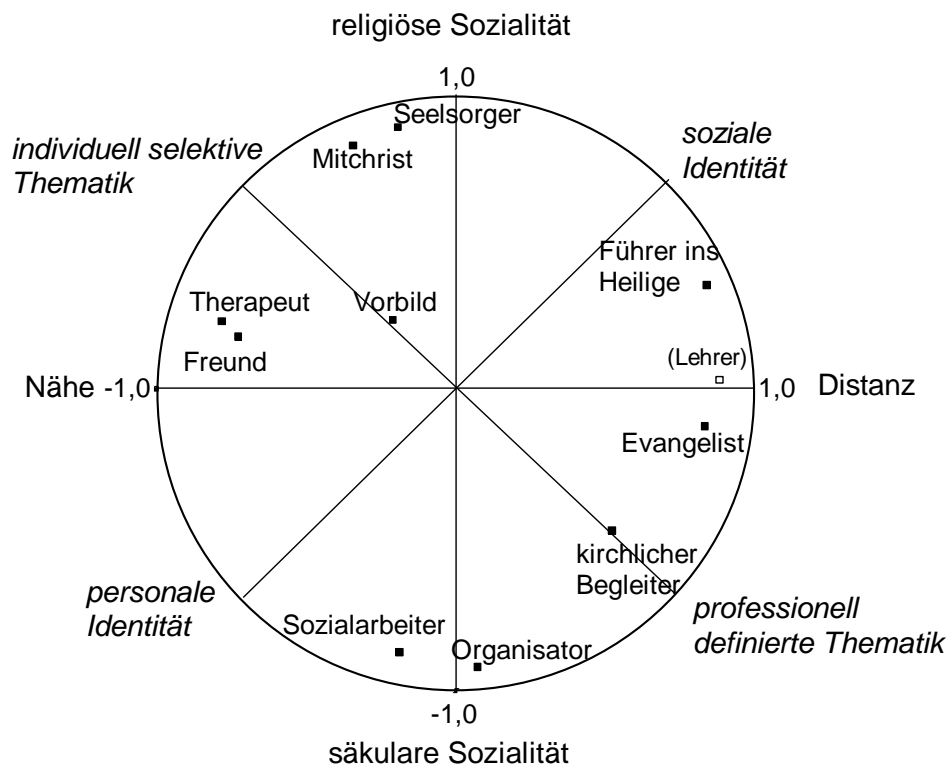 religiöse Sozialität
1,0
Seelsorger
individuell selektive
Thematik
Mitchrist
soziale
Identität
Führer ins
Heilige
Therapeut
Vorbild
Freund
(Lehrer)
Nähe -1,0
1,0 Distanz
Evangelist
kirchlicher
Begleiter
personale
Identität
Sozialarbeiter
Organisator
professionell
definierte Thematik
-1,0
säkulare Sozialität